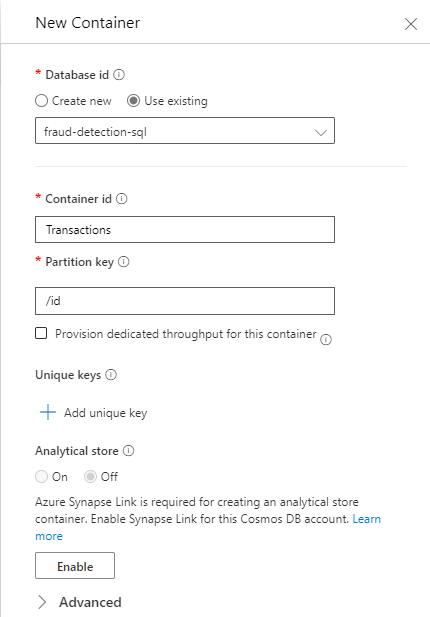 New Container
* Database id
Create new Use existing
fraud-detection-sql
* Container id
Transactions
* Partition key
/id
Provision dedicated throughput for this container
Unique keys
Add unique key
Analytical store
On Off
Azure Synapse Link is required for creating an analytical store
container. Enable Synapse Link for this Cosmos DB account. Learn
more
Enable
Advanced